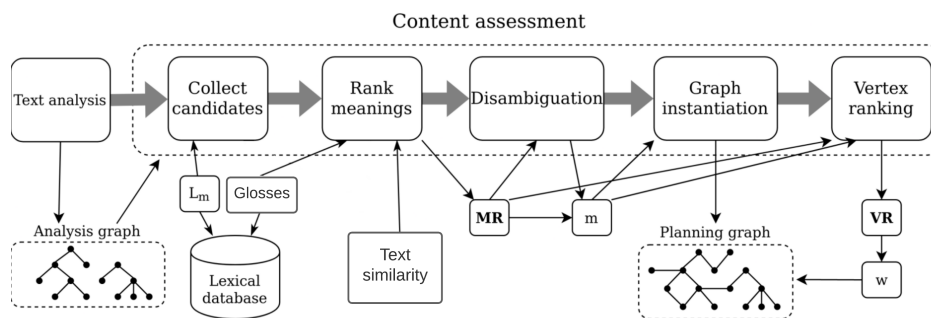 Content assessment
Text analysis
Collect
candidates
Rank
meanings
Disambiguation
Graph
instantiation
Vertex
ranking
Lm
Glosses
MR
m
VR
Analysis graph
Text
similarity
Planning graph
Lexical
database
w